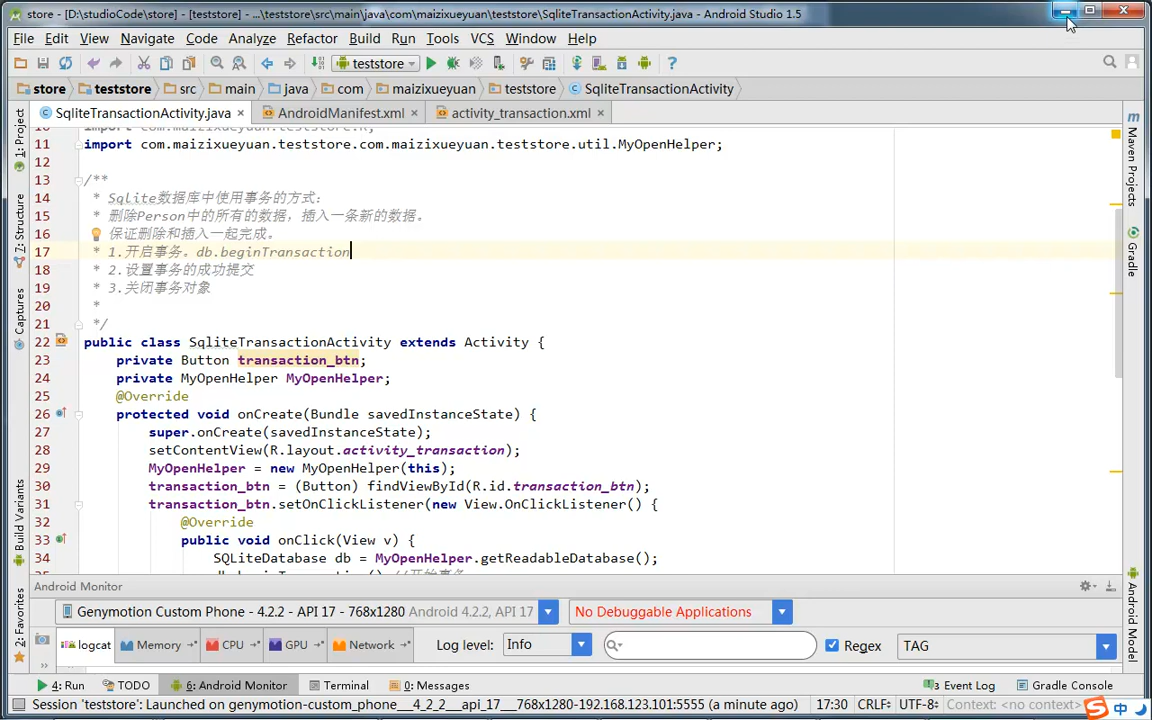 store - [D:\studioCode\store] - [teststore] - ...\teststore\src\main\java\com\maizixueyuan\teststore\SqliteTransactionActivity.java - Android Studio 1.5
File Edit View Navigate Code Analyze Refactor Build Run Tools VCS Window Help
teststore
store teststore src main java com maizixueyuan teststore SqliteTransactionActivity
SqliteTransactionActivity.java AndroidManifest.xml activity_transaction.xml
10 import com.maizixueyuan.teststore.R;
11 import com.maizixueyuan.teststore.com.maizixueyuan.teststore.util.MyOpenHelper;
12
13 /**
14 * Sqlite数据库中使用事务的方式：
15 * 删除Person中的所有的数据，插入一条新的数据。
16 保证删除和插入一起完成。
17 * 1.开启事务。db.beginTransaction
18 * 2.设置事务的成功提交
19 * 3.关闭事务对象
20 *
21 */
22 public class SqliteTransactionActivity extends Activity {
23 private Button transaction_btn;
24 private MyOpenHelper MyOpenHelper;
25 @Override
26 protected void onCreate(Bundle savedInstanceState) {
27 super.onCreate(savedInstanceState);
28 setContentView(R.layout.activity_transaction);
29 MyOpenHelper = new MyOpenHelper(this);
30 transaction_btn = (Button) findViewById(R.id.transaction_btn);
31 transaction_btn.setOnClickListener(new View.OnClickListener() {
32 @Override
33 public void onClick(View v) {
34 SQLiteDatabase db = MyOpenHelper.getReadableDatabase();
db.beginTransaction();//开始事务
1: Project
7: Structure
Captures
Build Variants
2: Favorites
m Maven Projects
Gradle
Android Model
Android Monitor
Genymotion Custom Phone - 4.2.2 - API 17 - 768x1280 Android 4.2.2, API 17 No Debuggable Applications
logcat Memory CPU GPU Network Log level: Info Regex TAG
4: Run TODO 6: Android Monitor Terminal 0: Messages Event Log Gradle Console
Session 'teststore': Launched on genymotion-custom_phone__4_2_2__api_17__768x1280-192.168.123.101:5555 (a minute ago) 17:30 CRLF UTF-8 Context: <no context>
S 中